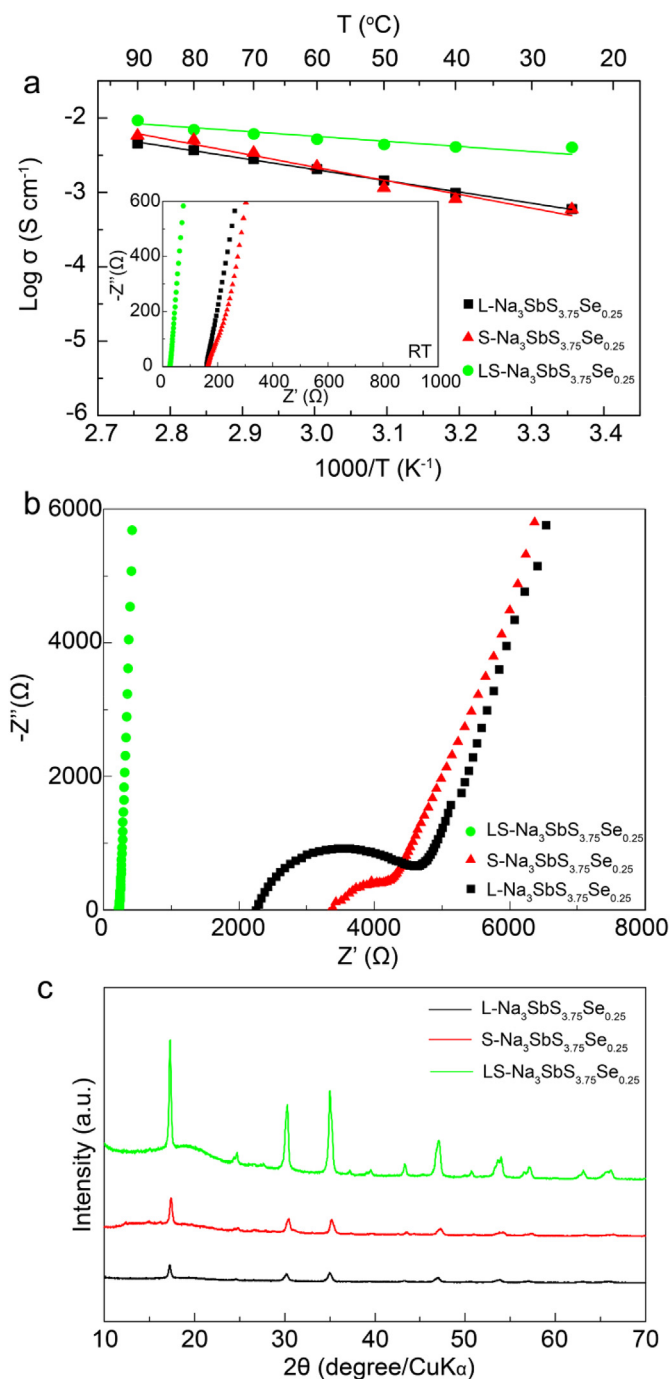 T (°C)
90 80 70 60 50 40 30 20
a
-2
-3
-4
-5
-6
Log σ (S cm⁻¹)
600
400
200
0
-Z''(Ω)
0 200 400 600 800 1000
Z' (Ω)
RT
L-Na₃SbS₃.₇₅Se₀.₂₅
S-Na₃SbS₃.₇₅Se₀.₂₅
LS-Na₃SbS₃.₇₅Se₀.₂₅
2.7 2.8 2.9 3.0 3.1 3.2 3.3 3.4
1000/T (K⁻¹)
b
6000
4000
2000
0
-Z''(Ω)
LS-Na₃SbS₃.₇₅Se₀.₂₅
S-Na₃SbS₃.₇₅Se₀.₂₅
L-Na₃SbS₃.₇₅Se₀.₂₅
0 2000 4000 6000 8000
Z' (Ω)
c
L-Na₃SbS₃.₇₅Se₀.₂₅
S-Na₃SbS₃.₇₅Se₀.₂₅
LS-Na₃SbS₃.₇₅Se₀.₂₅
Intensity (a.u.)
10 20 30 40 50 60 70
2θ (degree/CuKα)